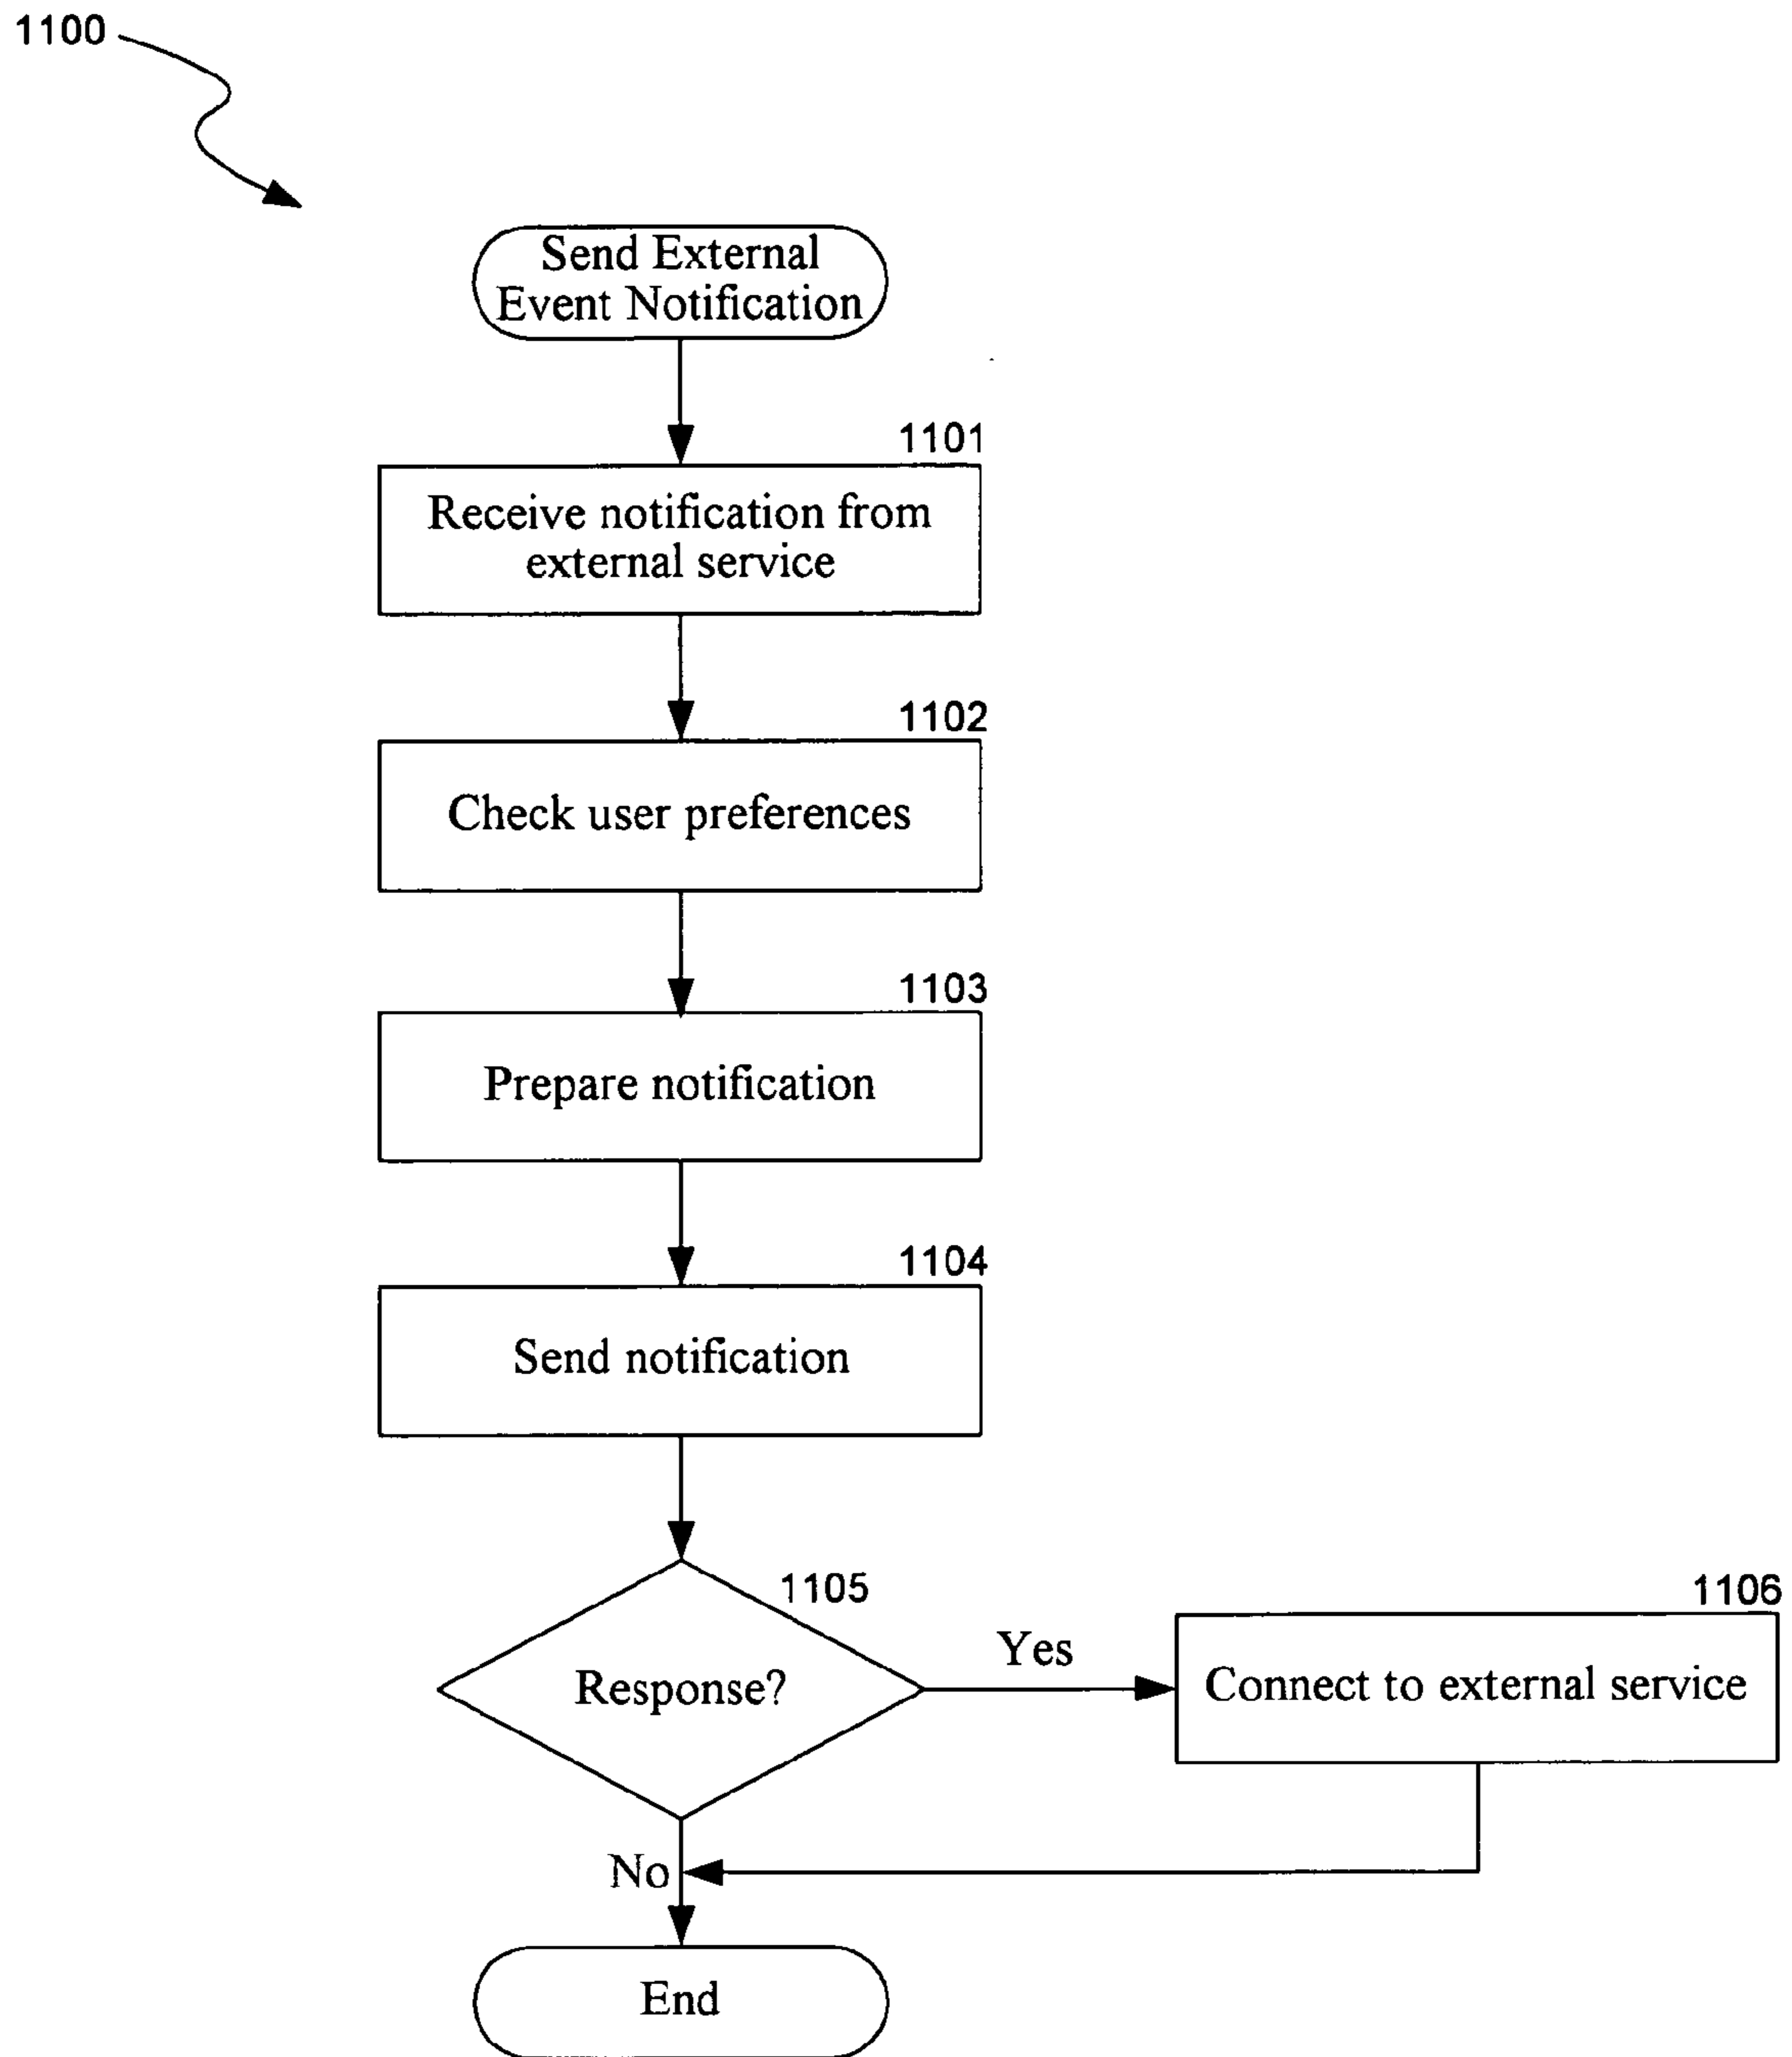 1100
Send External
Event Notification
1101
Receive notification from
external service
1102
Check user preferences
1103
Prepare notification
1104
Send notification
1105
Response?
Yes
1106
Connect to external service
No
End